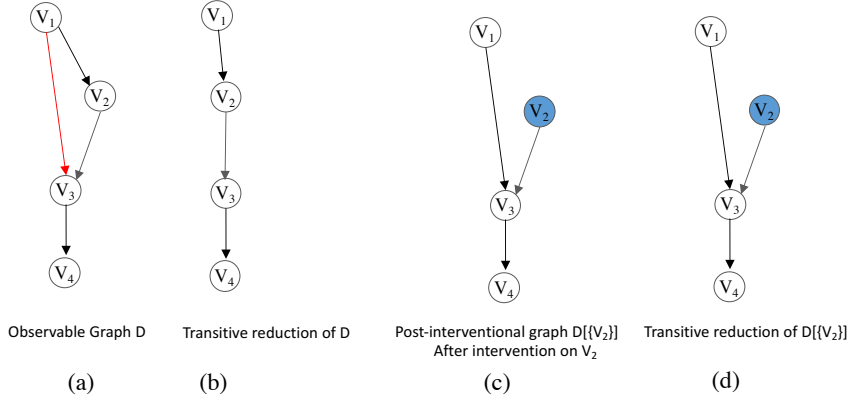 V₁
V₂
V₃
V₄
Observable Graph D
(a)
V₁
V₂
V₃
V₄
Transitive reduction of D
(b)
V₁
V₂
V₃
V₄
Post-interventional graph D[{V₂}]
After intervention on V₂
(c)
V₁
V₂
V₃
V₄
Transitive reduction of D[{V₂}]
(d)